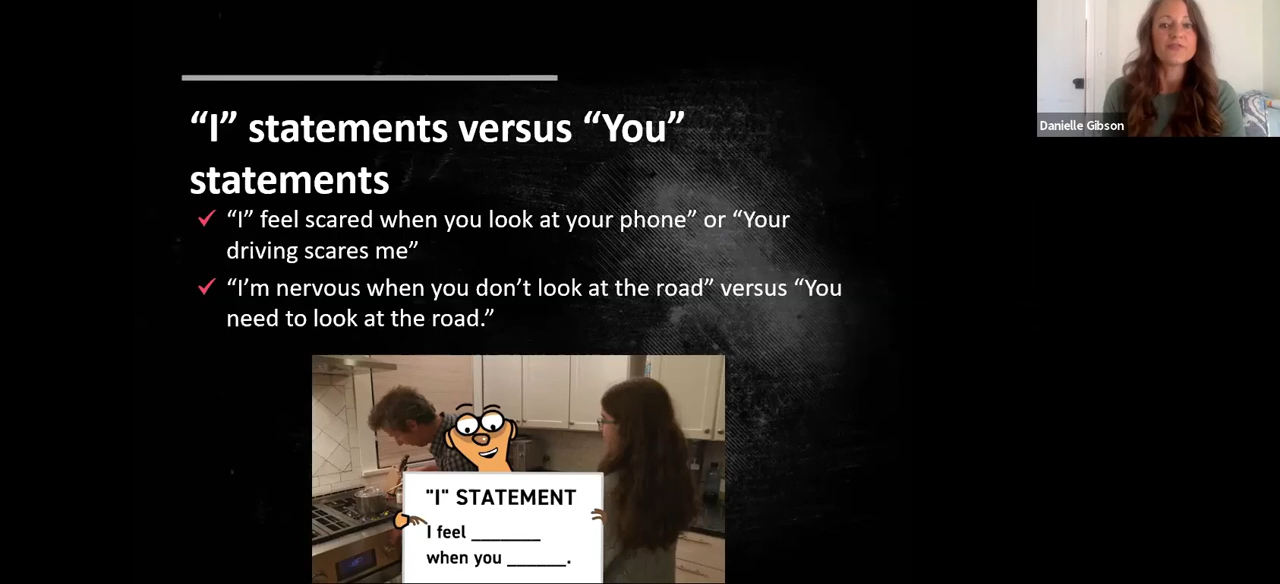 “I” statements versus “You”
statements
“I” feel scared when you look at your phone” or “Your
driving scares me”
“I’m nervous when you don’t look at the road” versus “You
need to look at the road.”
"I" STATEMENT
I feel _______
when you ______.
Danielle Gibson